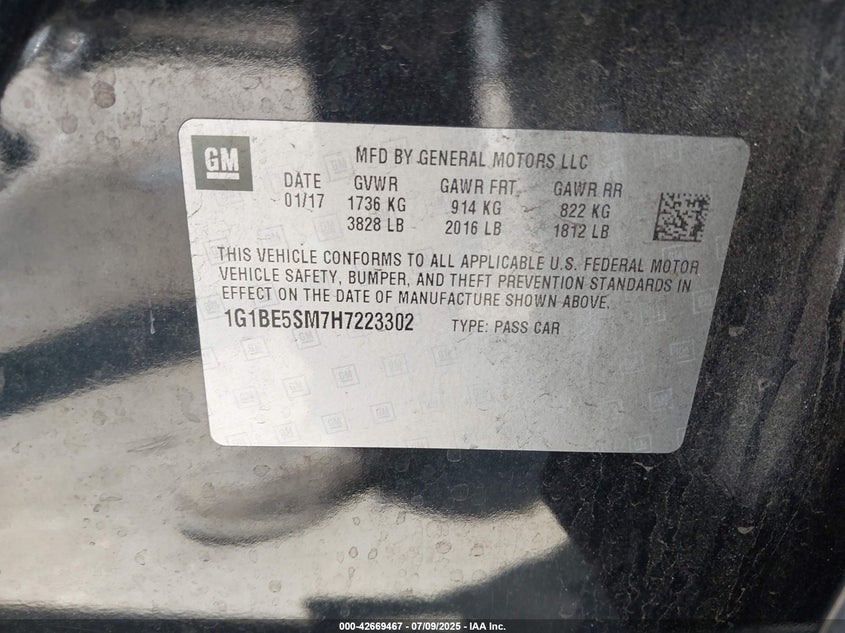 GM
MFD BY GENERAL MOTORS LLC
DATE GVWR GAWR FRT. GAWR RR
01/17 1736 KG 914 KG 822 KG
3828 LB 2016 LB 1812 LB
THIS VEHICLE CONFORMS TO ALL APPLICABLE U.S. FEDERAL MOTOR
VEHICLE SAFETY, BUMPER, AND THEFT PREVENTION STANDARDS IN
EFFECT ON THE DATE OF MANUFACTURE SHOWN ABOVE.
1G1BE5SM7H7223302 TYPE: PASS CAR
000-42669467 - 07/09/2025 - IAA Inc.